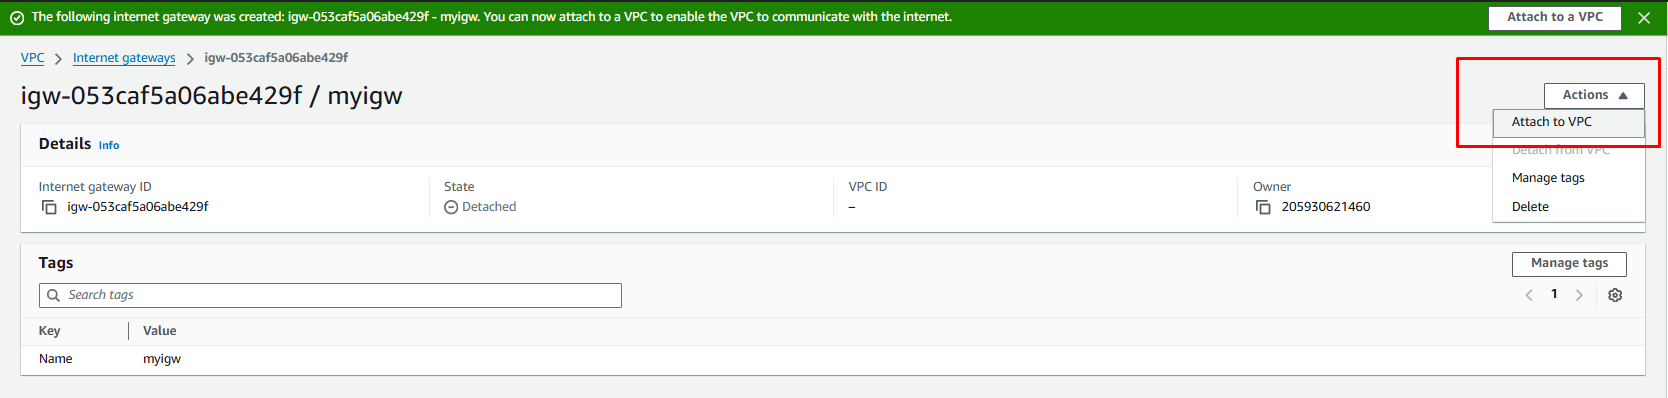 The following internet gateway was created: igw-053caf5a06abe429f - myigw. You can now attach to a VPC to enable the VPC to communicate with the internet.
Attach to a VPC
VPC > Internet gateways > igw-053caf5a06abe429f
igw-053caf5a06abe429f / myigw
Actions
Attach to VPC
Detach from VPC
Manage tags
Delete
Details Info
Internet gateway ID
igw-053caf5a06abe429f
State
Detached
VPC ID
–
Owner
205930621460
Tags
Manage tags
Search tags
1
Key Value
Name myigw